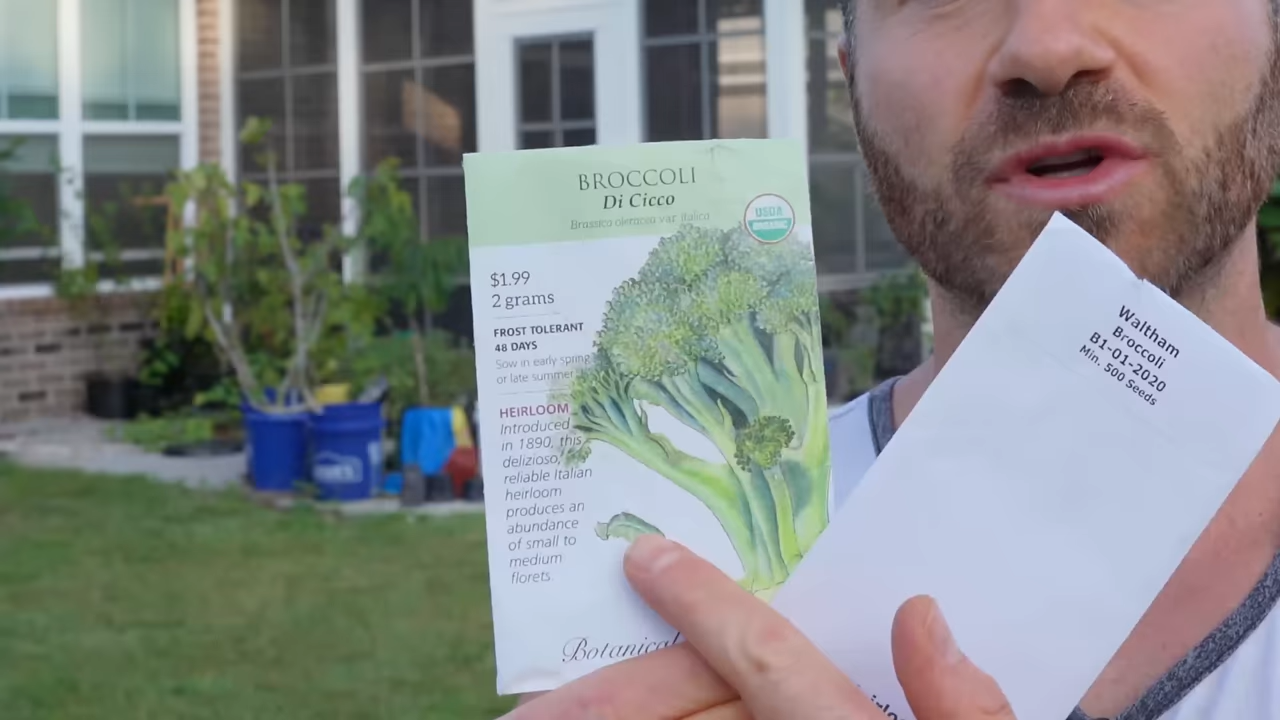 BROCCOLI
Di Cicco
Brassica oleracea var. italica
USDA
ORGANIC
$1.99
2 grams
FROST TOLERANT
48 DAYS
Sow in early spring
or late summer
HEIRLOOM
Introduced
in 1890, this
delizioso,
reliable Italian
heirloom
produces an
abundance
of small to
medium
florets.
Botanical
Waltham
Broccoli
B1-01-2020
Min. 500 Seeds